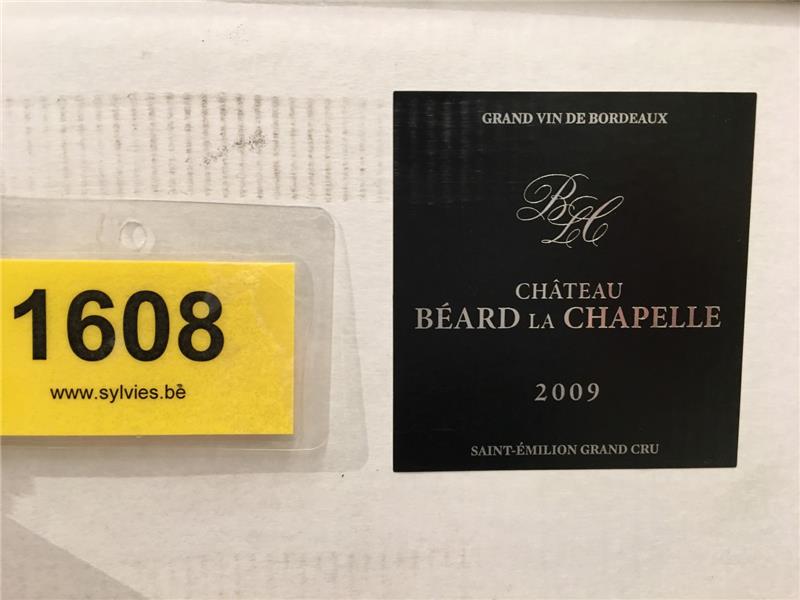 1608
www.sylvies.be
GRAND VIN DE BORDEAUX
BLC
CHÂTEAU
BÉARD LA CHAPELLE
2009
SAINT-ÉMILION GRAND CRU